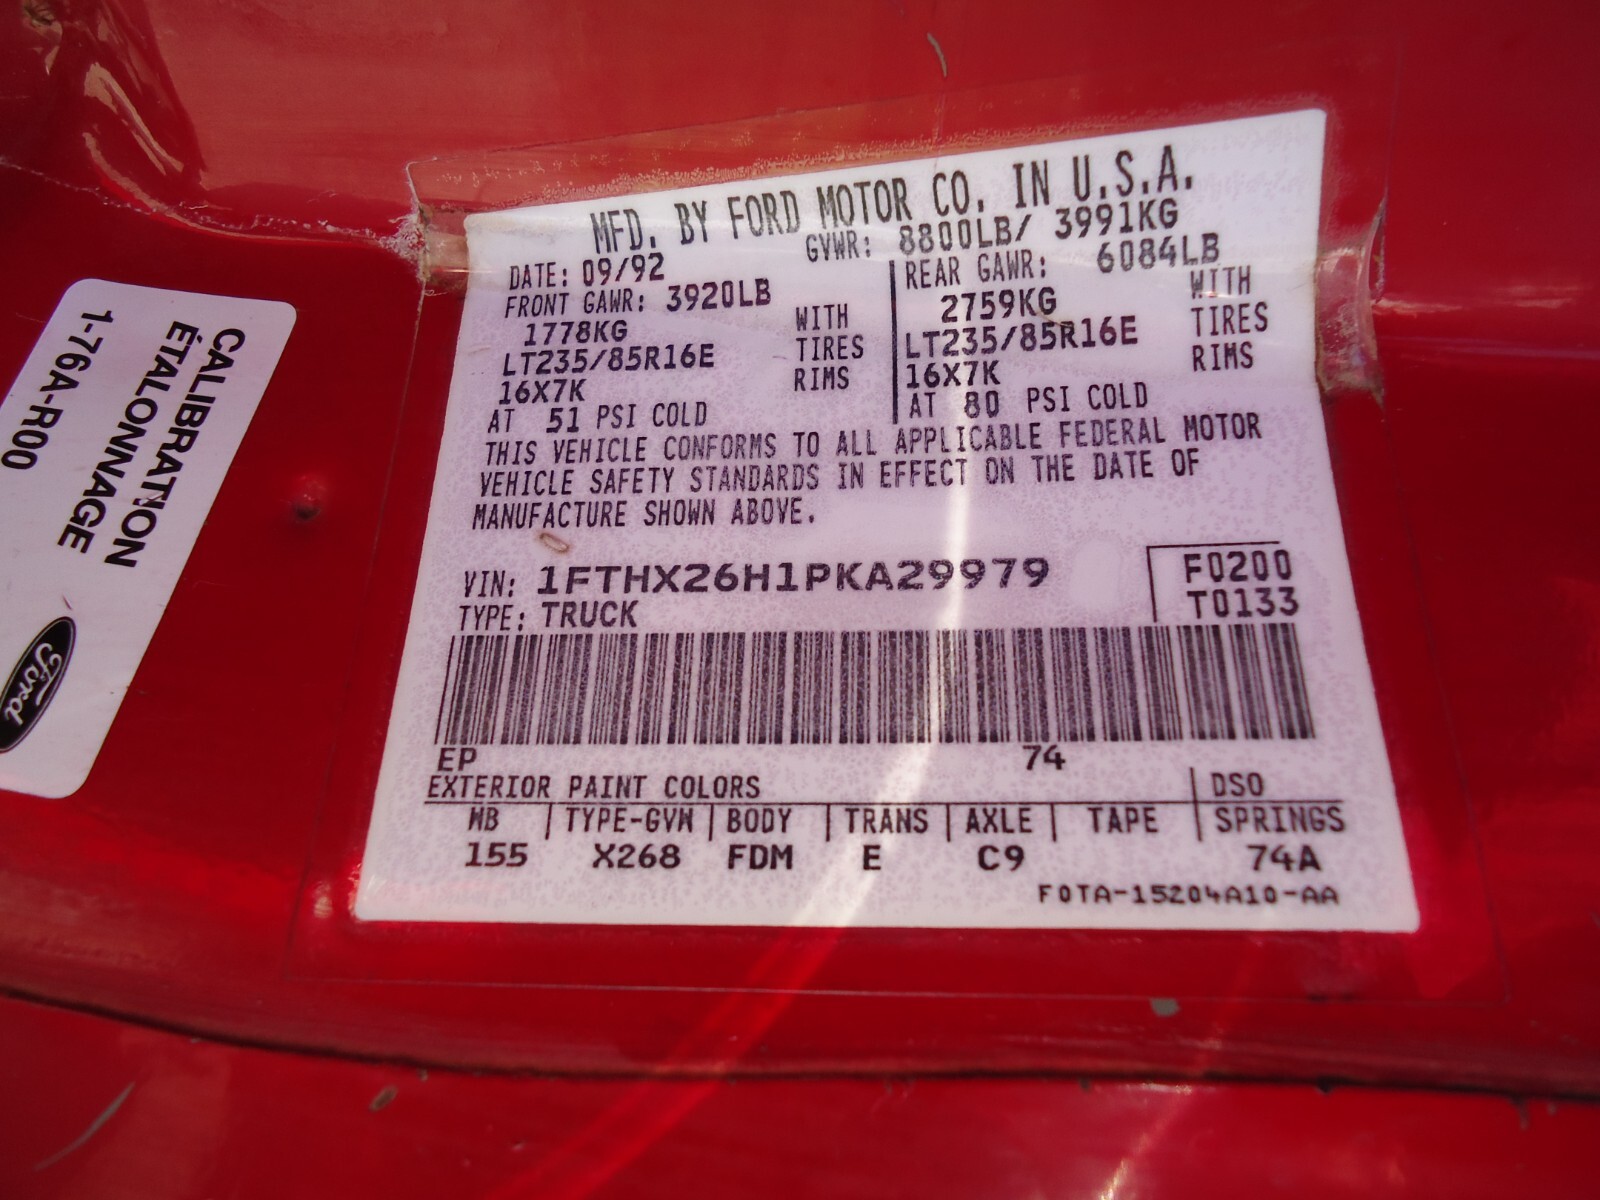 MFD. BY FORD MOTOR CO. IN U.S.A.
DATE: 09/92
GVWR: 8800LB/ 3991KG
FRONT GAWR: 3920LB
1778KG WITH
LT235/85R16E TIRES
16X7K RIMS
AT 51 PSI COLD
REAR GAWR: 6084LB
2759KG WITH
LT235/85R16E TIRES
16X7K RIMS
AT 80 PSI COLD
THIS VEHICLE CONFORMS TO ALL APPLICABLE FEDERAL MOTOR
VEHICLE SAFETY STANDARDS IN EFFECT ON THE DATE OF
MANUFACTURE SHOWN ABOVE.
VIN: 1FTHX26H1PKA29979
TYPE: TRUCK
F0200
T0133
EP 74
EXTERIOR PAINT COLORS DSO
WB TYPE-GVW BODY TRANS AXLE TAPE SPRINGS
155 X268 FDM E C9 74A
F0TA-15204A10-AA
CALIBRATION
ÉTALONNAGE
1-76A-R00
Ford